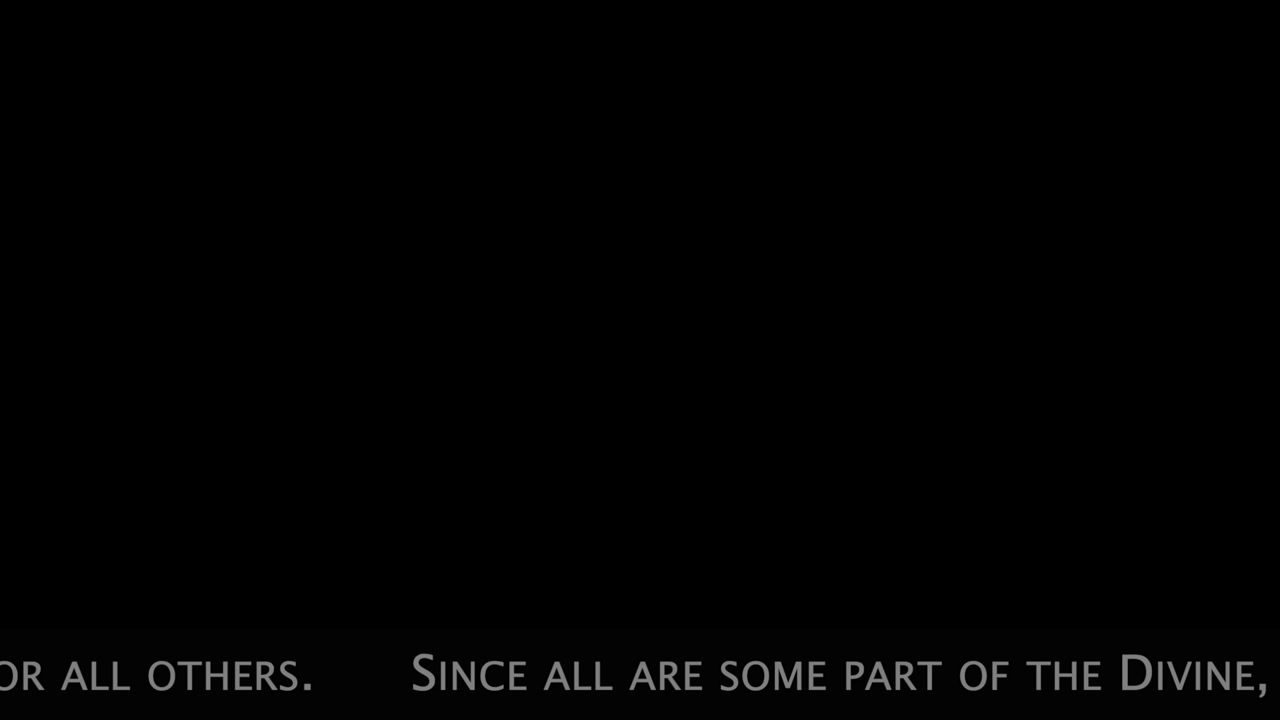 OR ALL OTHERS. SINCE ALL ARE SOME PART OF THE DIVINE,